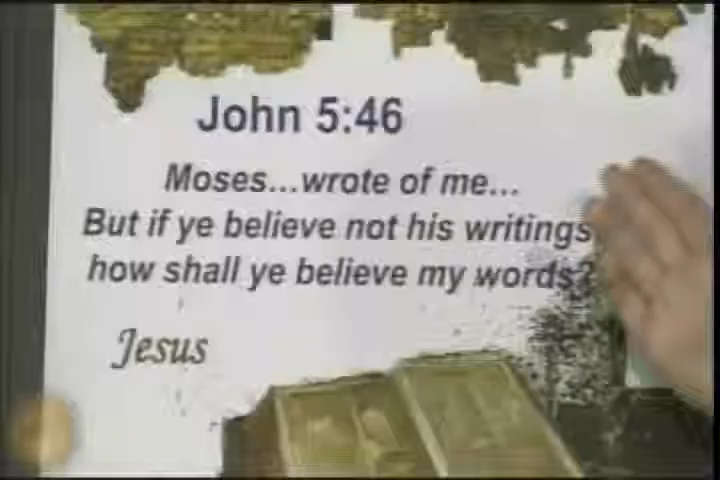 John 5:46
Moses...wrote of me...
But if ye believe not his writings
how shall ye believe my words?
Jesus